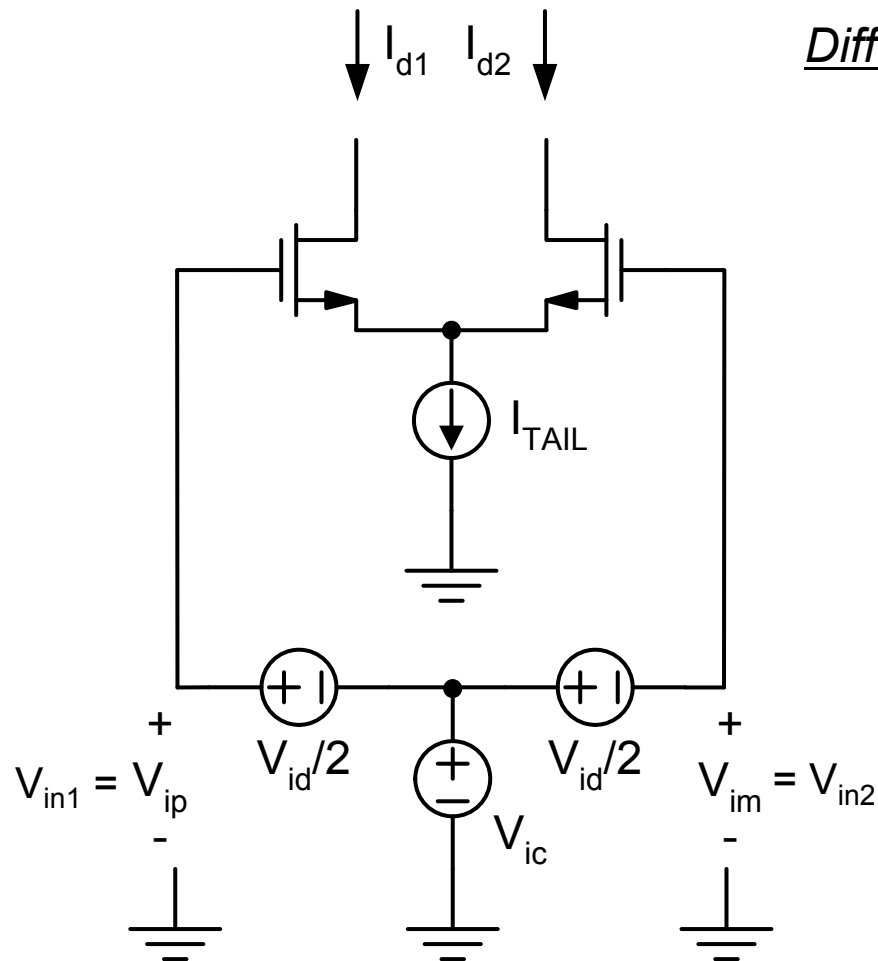 I_d1 I_d2
Diff
I_TAIL
+ − + −
V_id/2 V_id/2
+ +
V_in1 = V_ip
V_im = V_in2
+
−
- -
V_ic